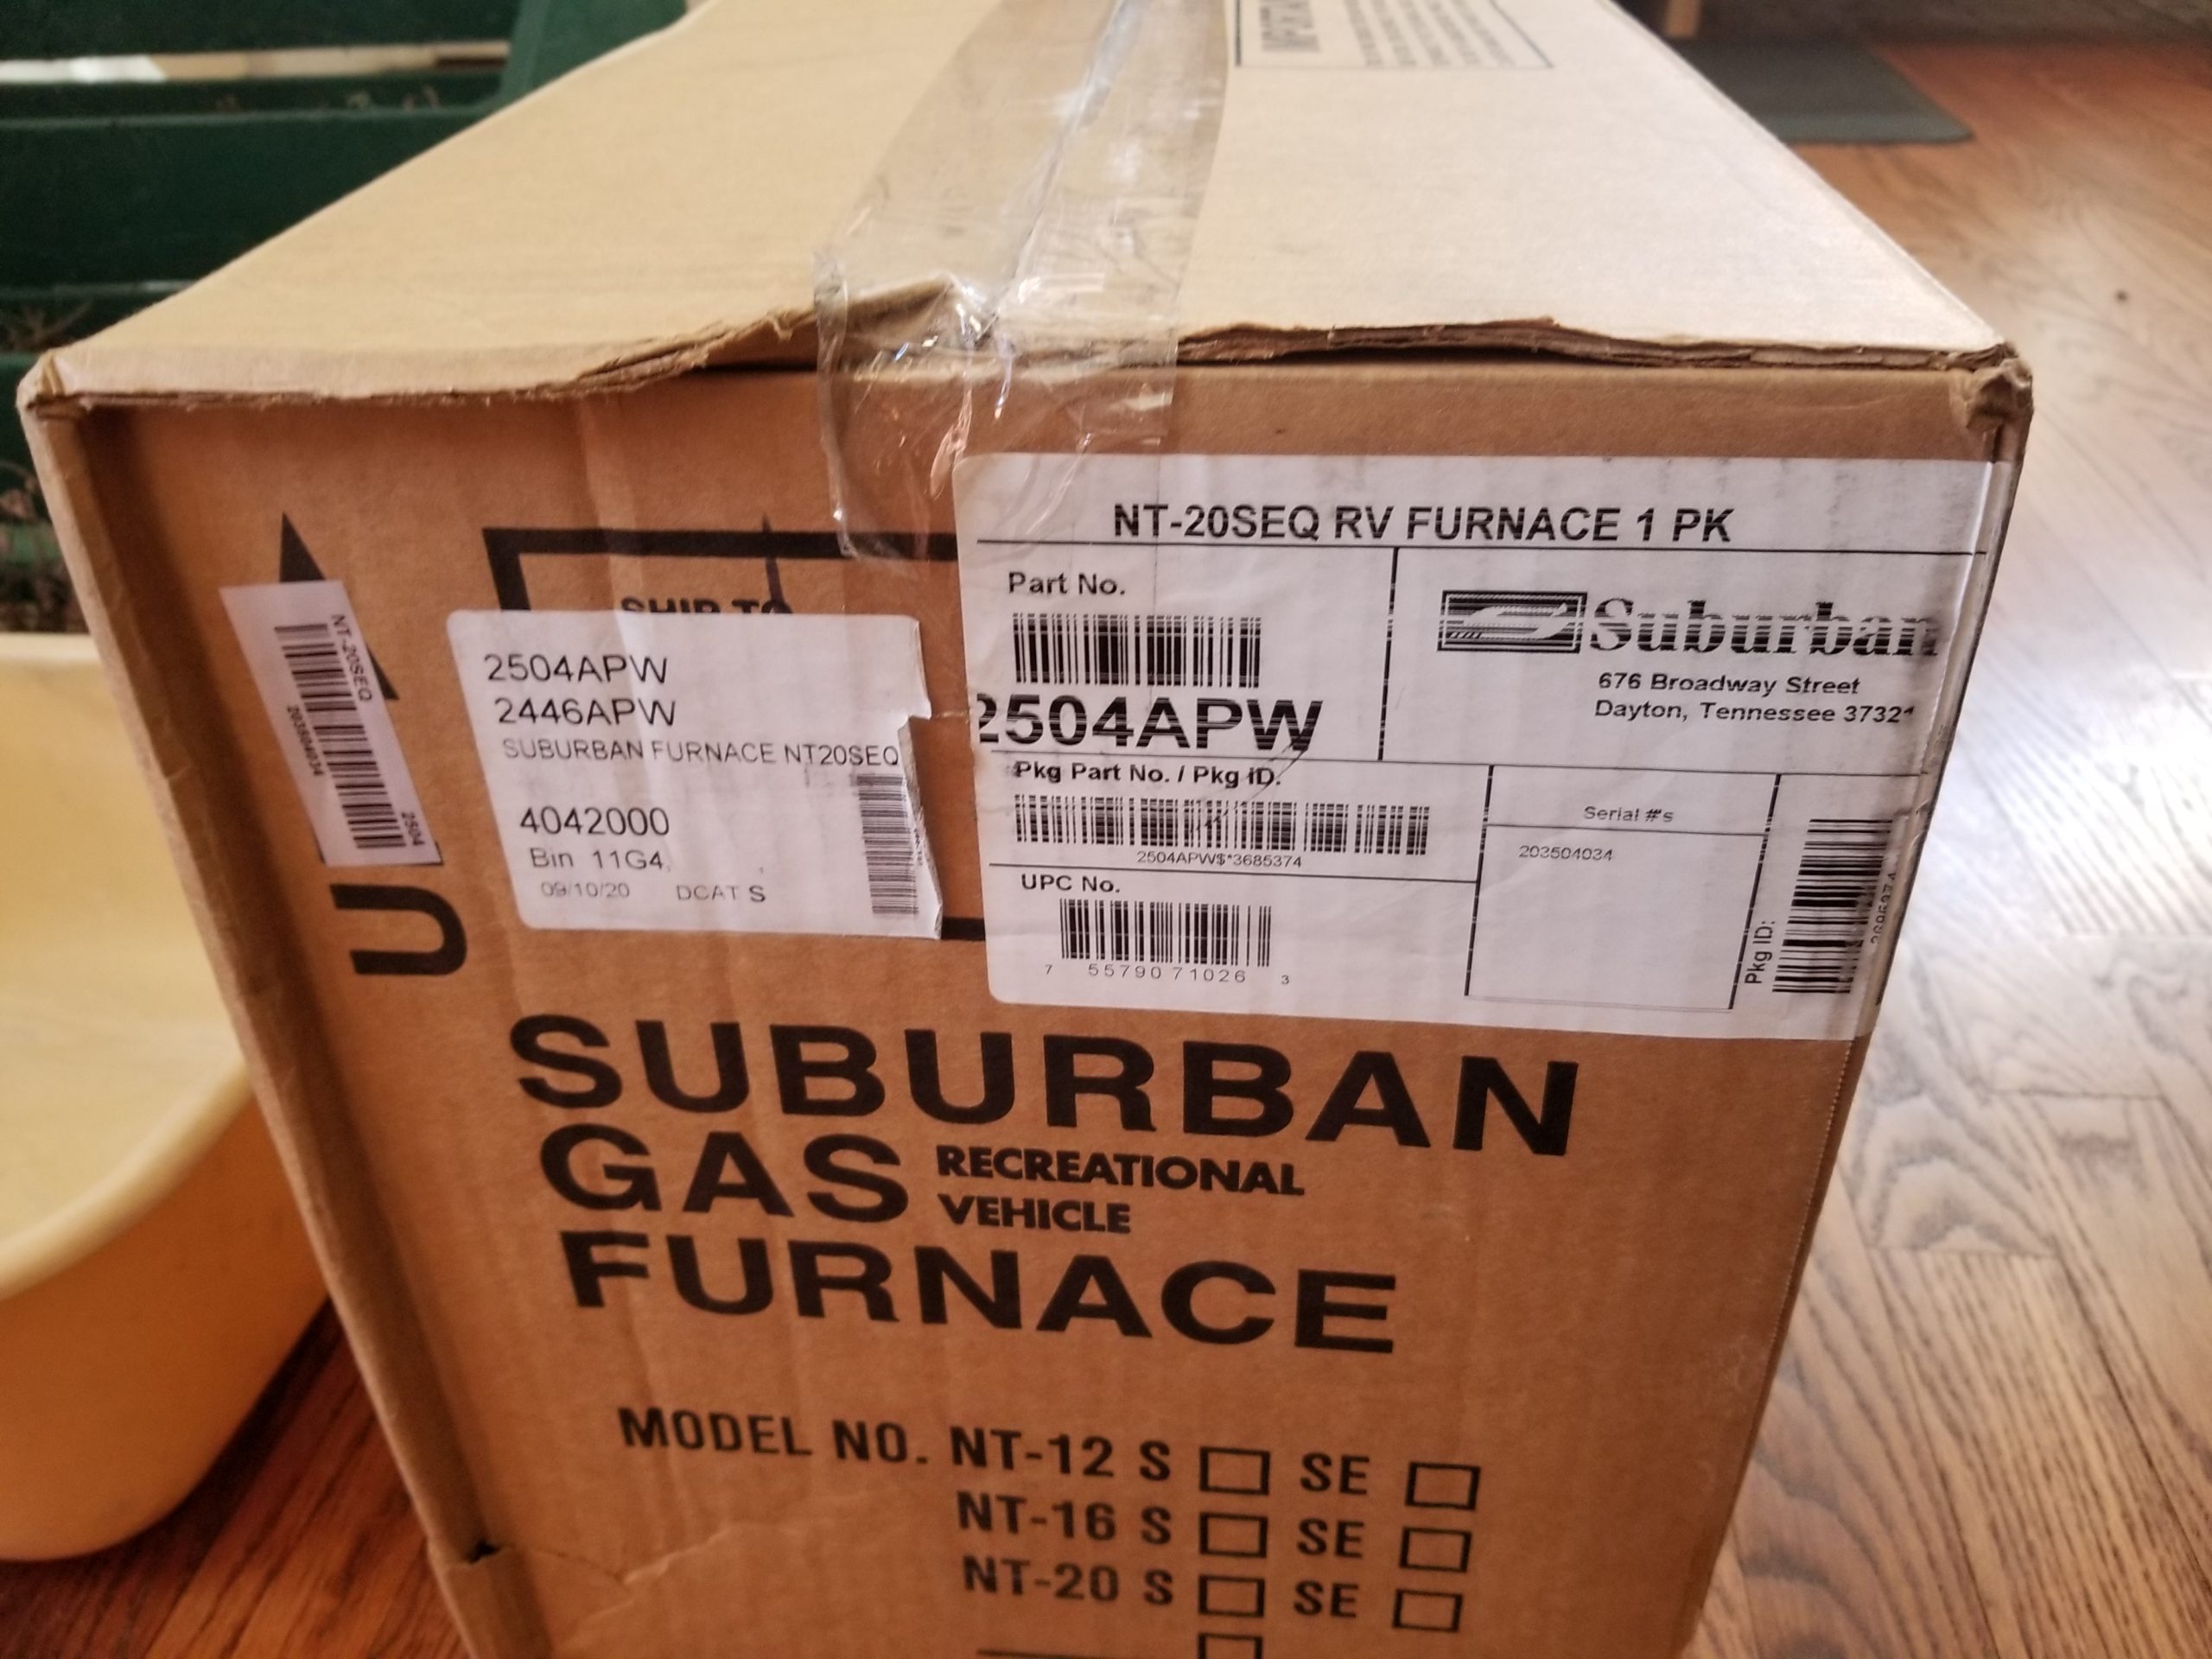 NT-20SEQ
203504034
2504
SHIP TO
2504APW
2446APW
SUBURBAN FURNACE NT20SEQ
4042000
Bin 11G4
09/10/20 DCAT S
NT-20SEQ RV FURNACE 1 PK
Part No.
2504APW
Suburban
676 Broadway Street
Dayton, Tennessee 3732
Pkg Part No. / Pkg ID.
2504APW$*3685374
UPC No.
7 55790 71026 3
Serial #'s
203504034
Pkg ID:
U
SUBURBAN
GAS RECREATIONAL
VEHICLE
FURNACE
MODEL NO. NT-12 S SE
NT-16 S SE
NT-20 S SE